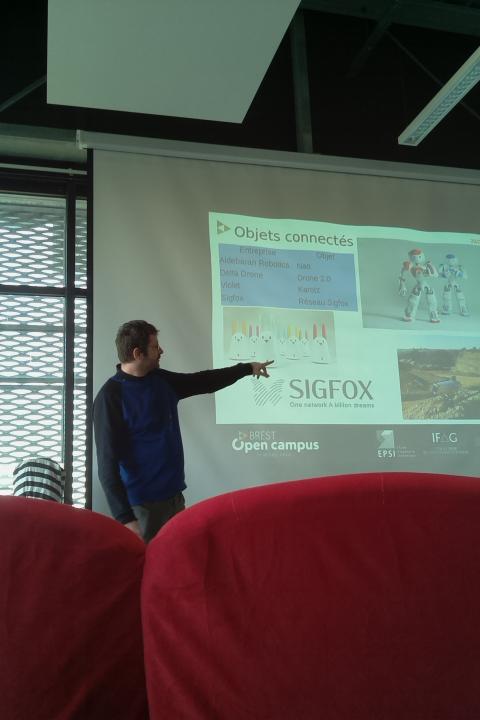 Objets connectés
Entreprise Objet
Aldebaran Robotics Nao
Delta Drone Drone 2.0
Violet Karotz
Sigfox Réseau Sigfox
SIGFOX
One network A billion dreams
BREST
Open campus
EPSI
IFAG